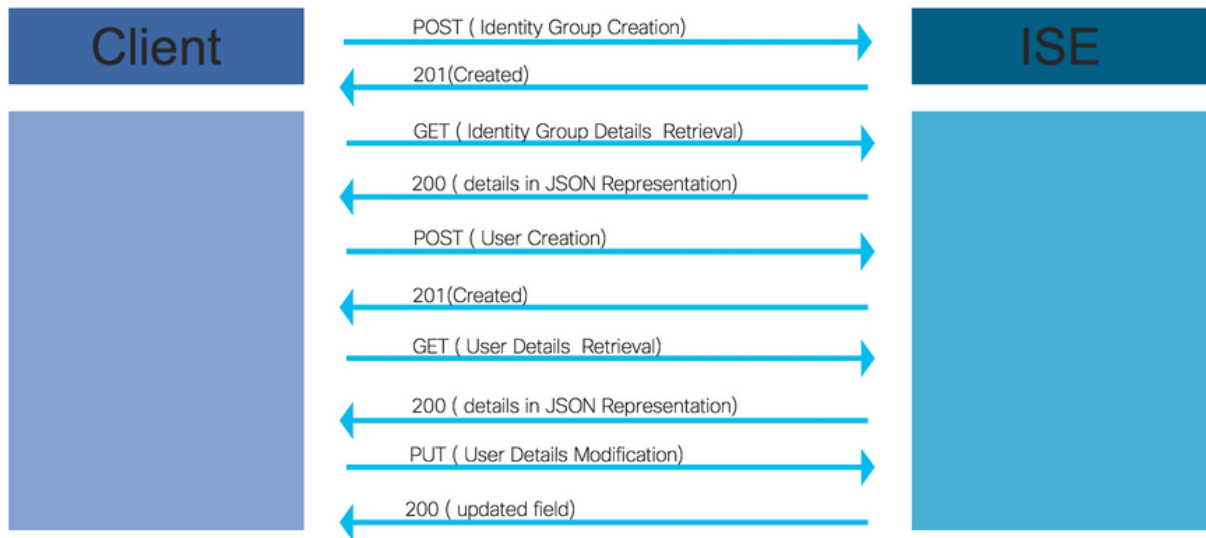 Client
ISE
POST ( Identity Group Creation)
201(Created)
GET ( Identity Group Details Retrieval)
200 ( details in JSON Representation)
POST ( User Creation)
201(Created)
GET ( User Details Retrieval)
200 ( details in JSON Representation)
PUT ( User Details Modification)
200 ( updated field)